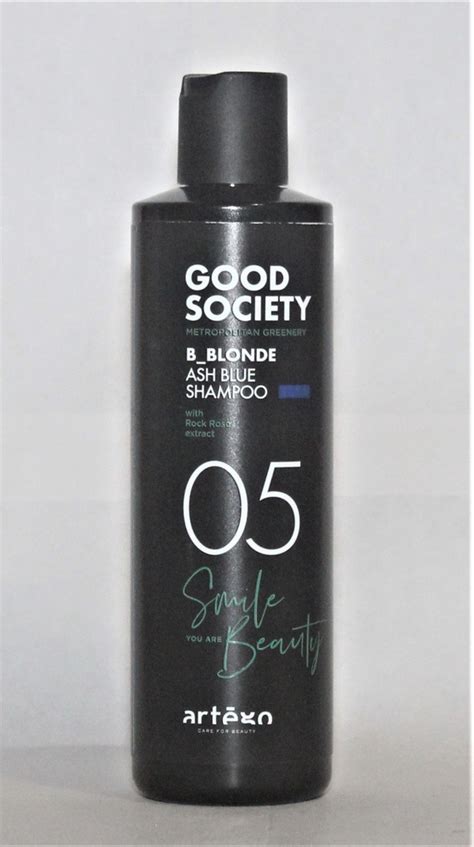 GOOD
SOCIETY
METROPOLITAN GREENERY
B_BLONDE
ASH BLUE
SHAMPOO
with
Rock Rose
extract
05
Smile
YOU ARE
Beauty
artēgo
CARE FOR BEAUTY